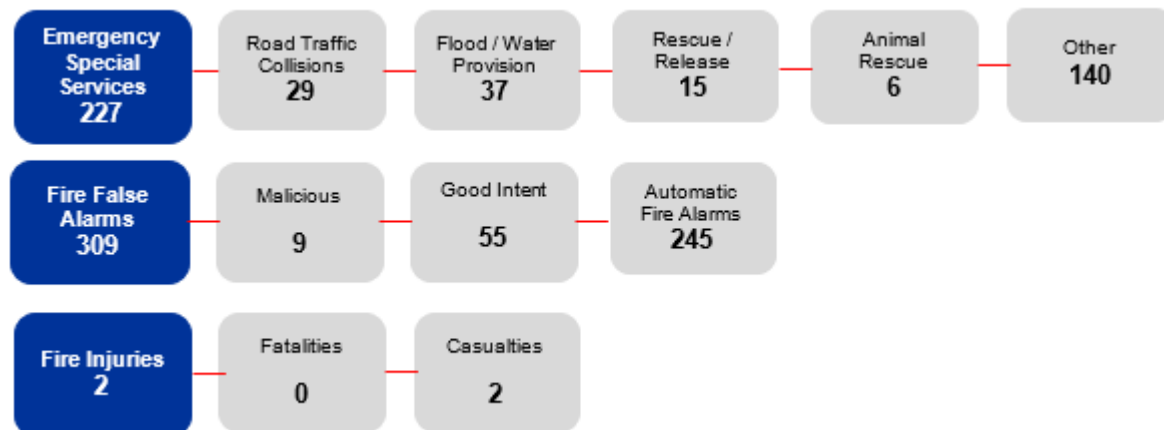 Emergency
Special
Services
227
Road Traffic
Collisions
29
Flood / Water
Provision
37
Rescue /
Release
15
Animal
Rescue
6
Other
140
Fire False
Alarms
309
Malicious
9
Good Intent
55
Automatic
Fire Alarms
245
Fire Injuries
2
Fatalities
0
Casualties
2